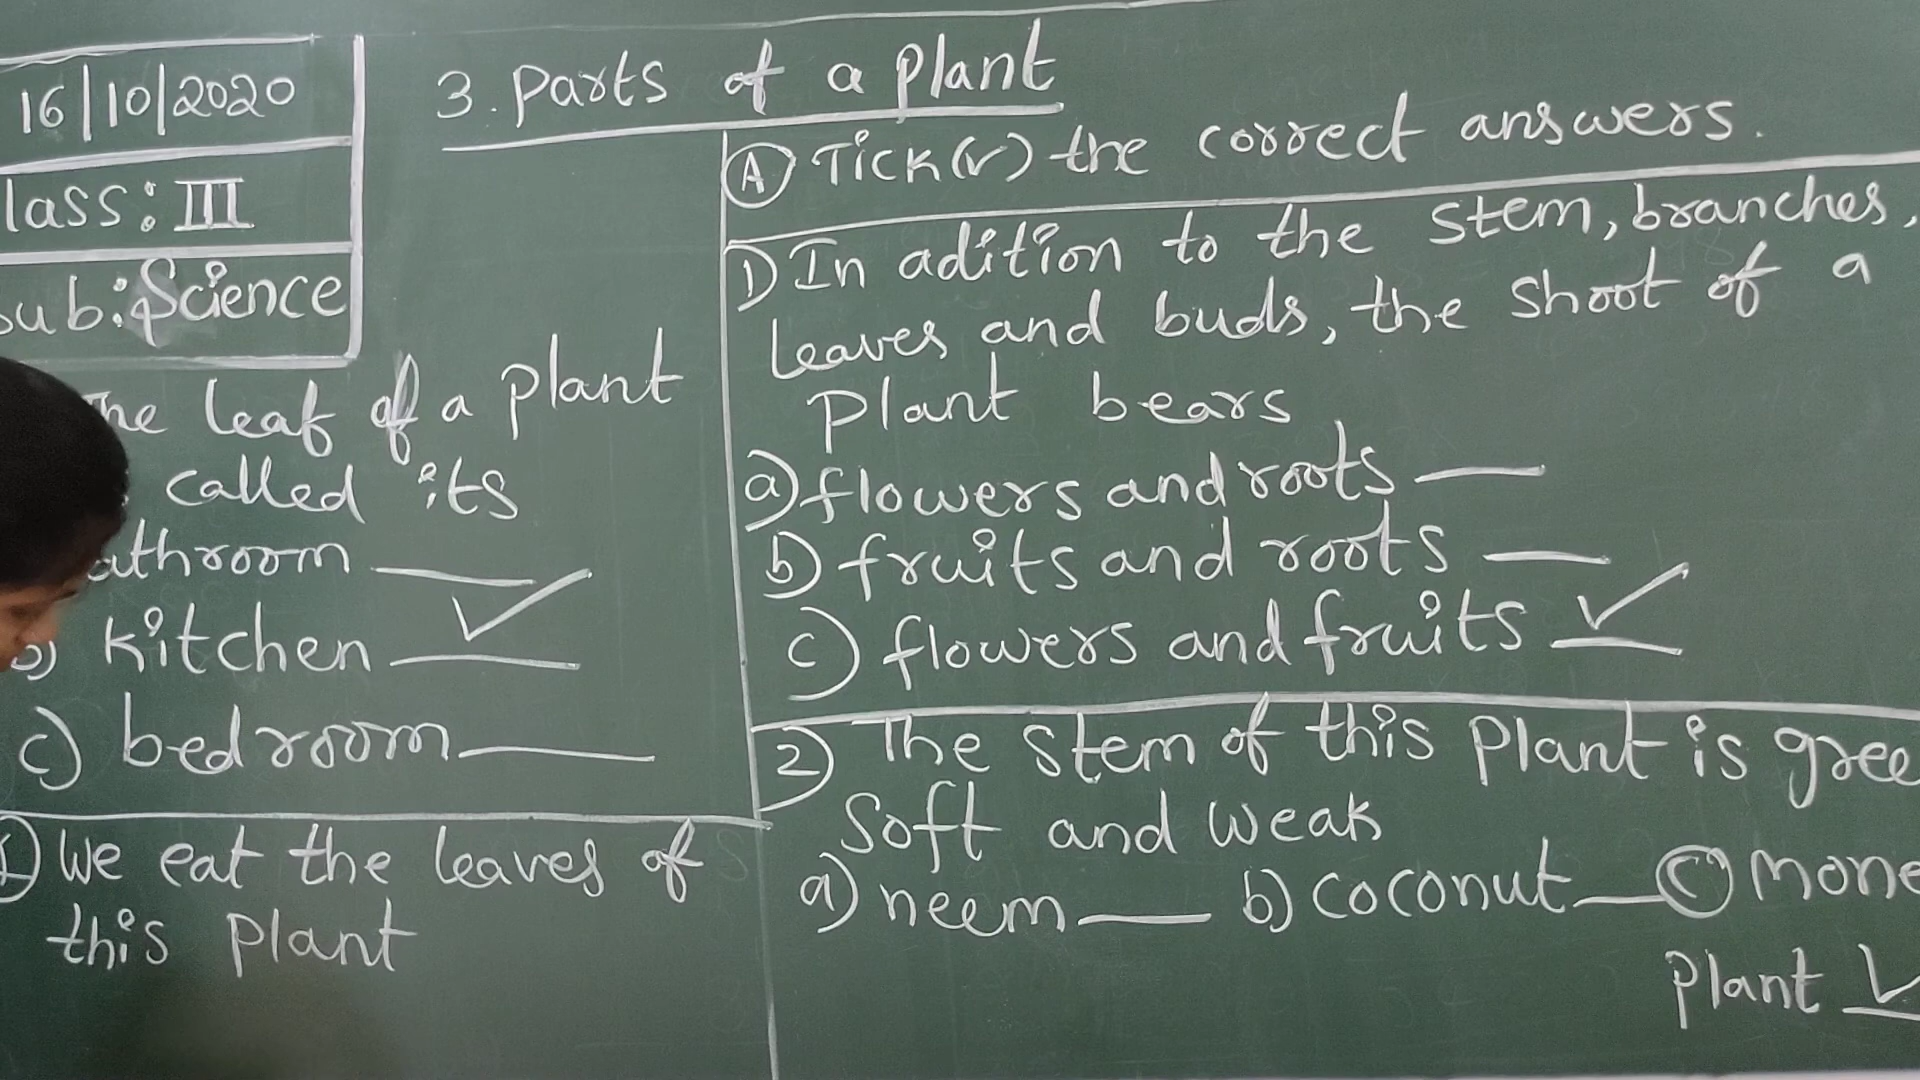 16/10/2020
lass: III
sub: Science
3. Parts of a Plant
A Tick (✓) the correct answers.
1) In adition to the stem, branches,
leaves and buds, the shoot of a
Plant bears
a) flowers and roots —
b) fruits and roots —
c) flowers and fruits ✓
2) The stem of this Plant is gree
Soft and weak
a) neem — b) coconut — c) mone
Plant ✓
he leaf of a plant
called its
athroom —
b) kitchen ✓
c) bedroom —
We eat the leaves of
this Plant